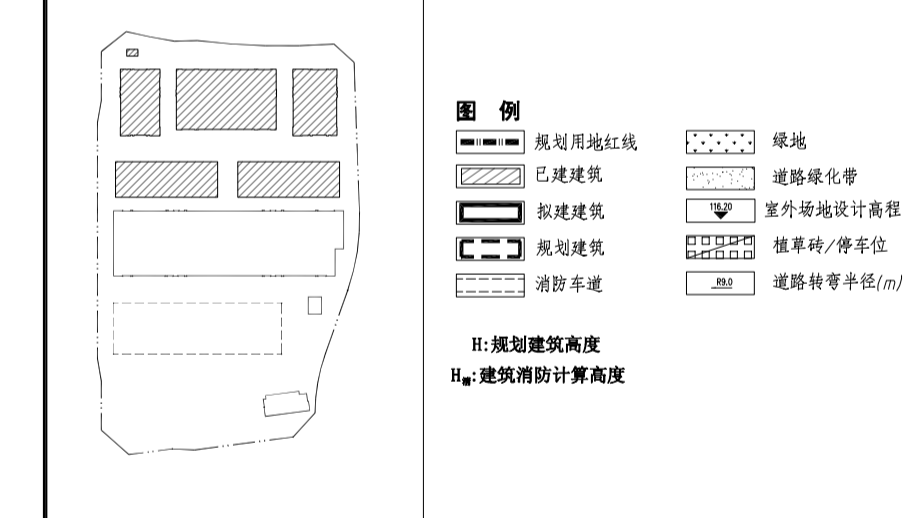 图 例
规划用地红线
已建建筑
拟建建筑
规划建筑
消防车道
绿地
道路绿化带
116.20
室外场地设计高程
植草砖/停车位
R9.0
道路转弯半径(m)
H:规划建筑高度
H消:建筑消防计算高度